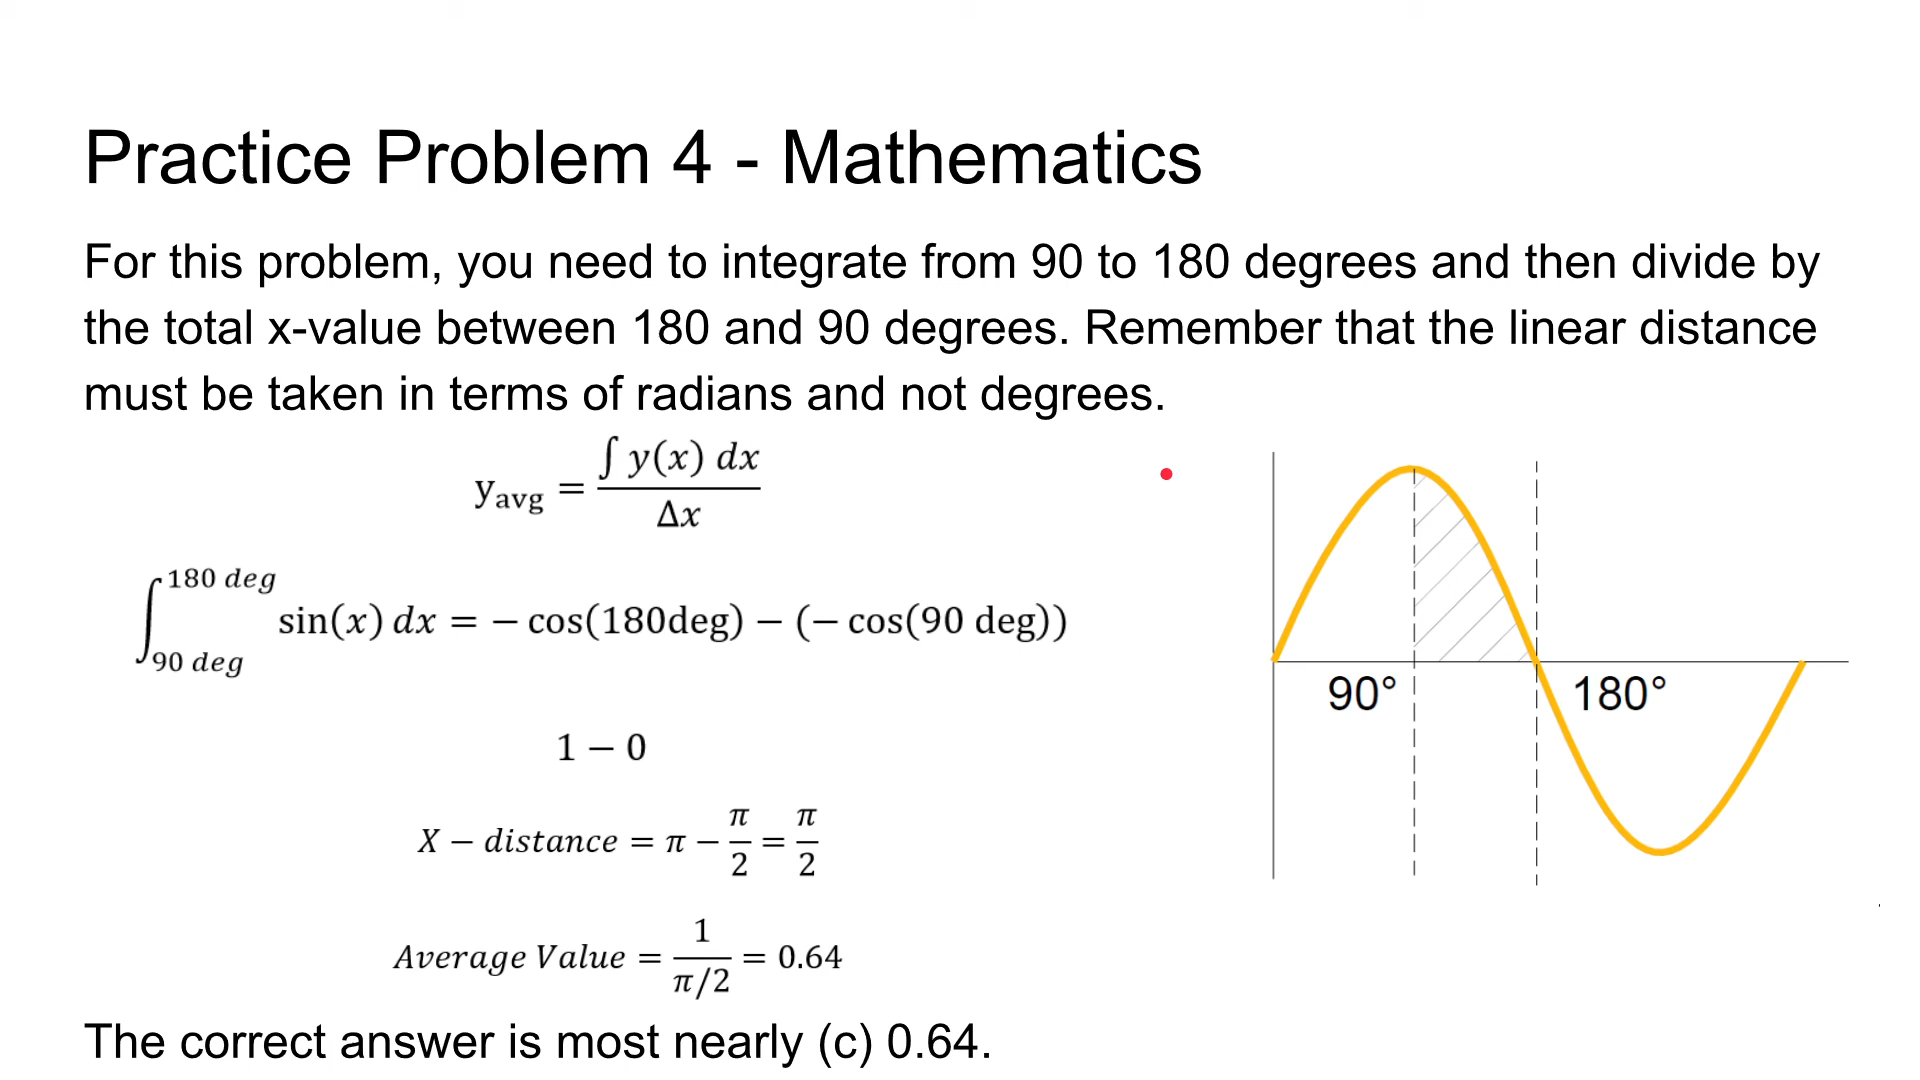 Practice Problem 4 - Mathematics
For this problem, you need to integrate from 90 to 180 degrees and then divide by
the total x-value between 180 and 90 degrees. Remember that the linear distance
must be taken in terms of radians and not degrees.
y_avg = ∫ y(x) dx / Δx
∫_{90 deg}^{180 deg} sin(x) dx = − cos(180deg) − (− cos(90 deg))
1 − 0
X − distance = π − π/2 = π/2
Average Value = 1/(π/2) = 0.64
The correct answer is most nearly (c) 0.64.
90° 180°